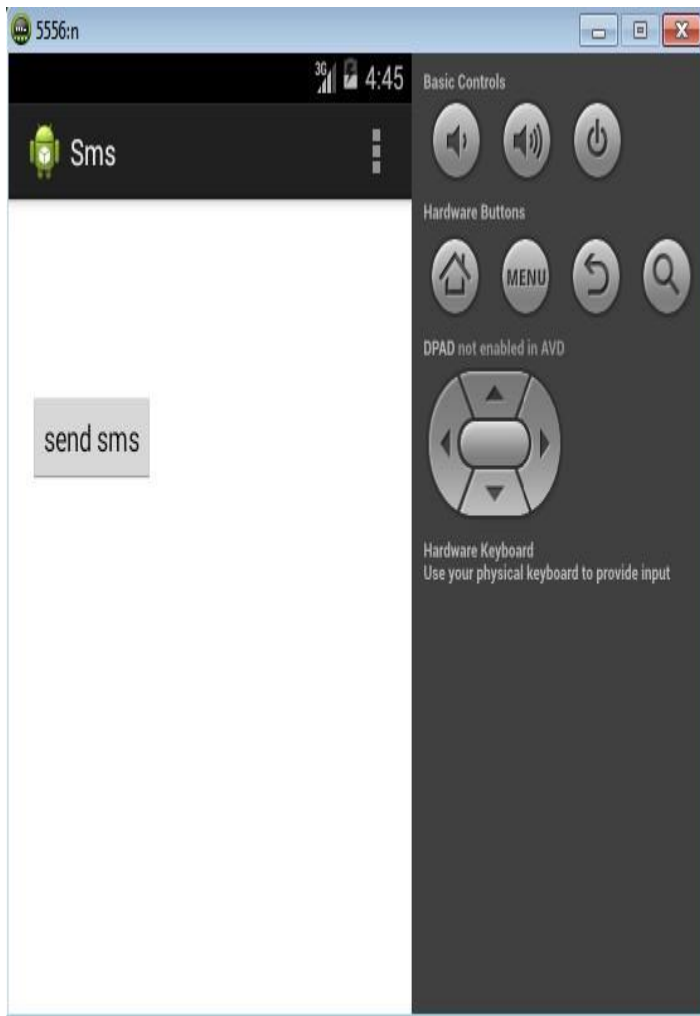 5556:n
3G 4:45
Sms
send sms
Basic Controls
Hardware Buttons
MENU
DPAD not enabled in AVD
Hardware Keyboard
Use your physical keyboard to provide input